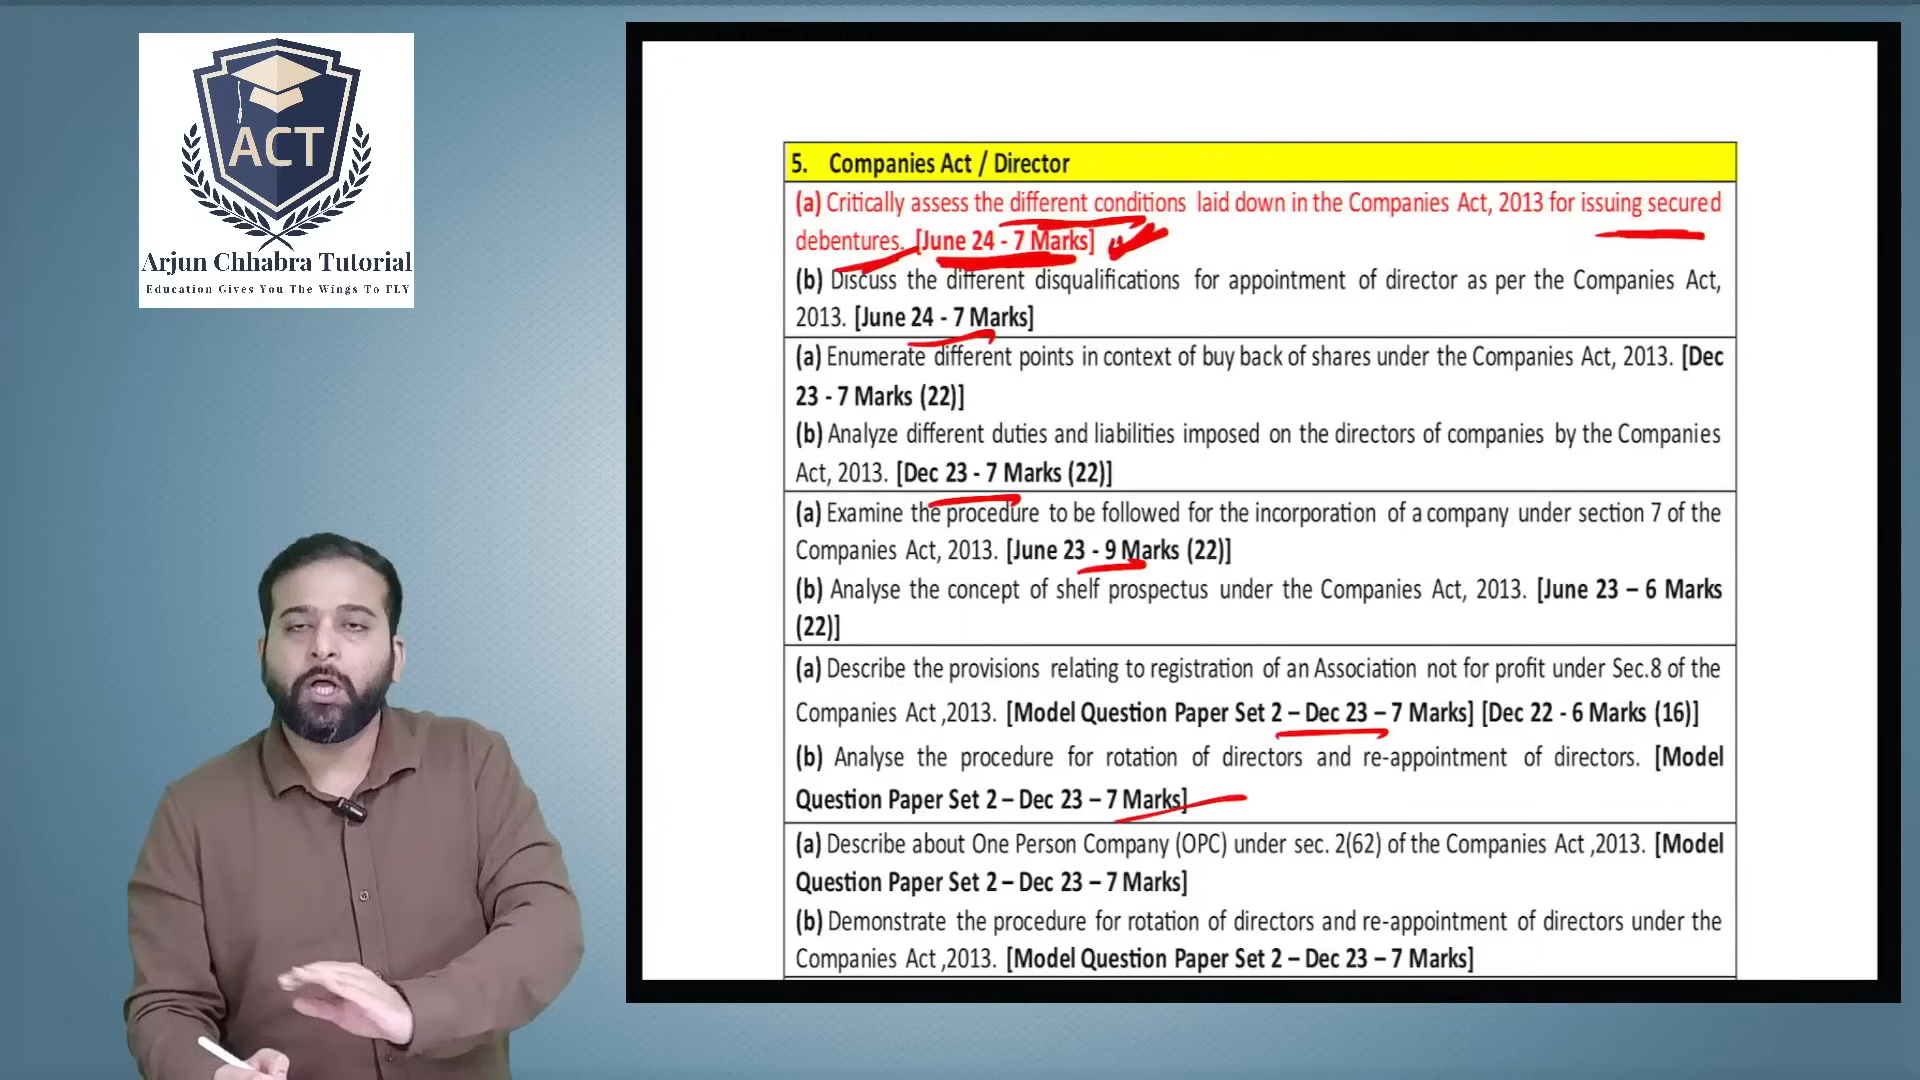 ACT
Arjun Chhabra Tutorial
Education Gives You The Wings To FLY
5. Companies Act / Director
(a) Critically assess the different conditions laid down in the Companies Act, 2013 for issuing secured
debentures. [June 24 - 7 Marks]
(b) Discuss the different disqualifications for appointment of director as per the Companies Act,
2013. [June 24 - 7 Marks]
(a) Enumerate different points in context of buy back of shares under the Companies Act, 2013. [Dec
23 - 7 Marks (22)]
(b) Analyze different duties and liabilities imposed on the directors of companies by the Companies
Act, 2013. [Dec 23 - 7 Marks (22)]
(a) Examine the procedure to be followed for the incorporation of a company under section 7 of the
Companies Act, 2013. [June 23 - 9 Marks (22)]
(b) Analyse the concept of shelf prospectus under the Companies Act, 2013. [June 23 – 6 Marks
(22)]
(a) Describe the provisions relating to registration of an Association not for profit under Sec.8 of the
Companies Act ,2013. [Model Question Paper Set 2 – Dec 23 – 7 Marks] [Dec 22 - 6 Marks (16)]
(b) Analyse the procedure for rotation of directors and re-appointment of directors. [Model
Question Paper Set 2 – Dec 23 – 7 Marks]
(a) Describe about One Person Company (OPC) under sec. 2(62) of the Companies Act ,2013. [Model
Question Paper Set 2 – Dec 23 – 7 Marks]
(b) Demonstrate the procedure for rotation of directors and re-appointment of directors under the
Companies Act ,2013. [Model Question Paper Set 2 – Dec 23 – 7 Marks]